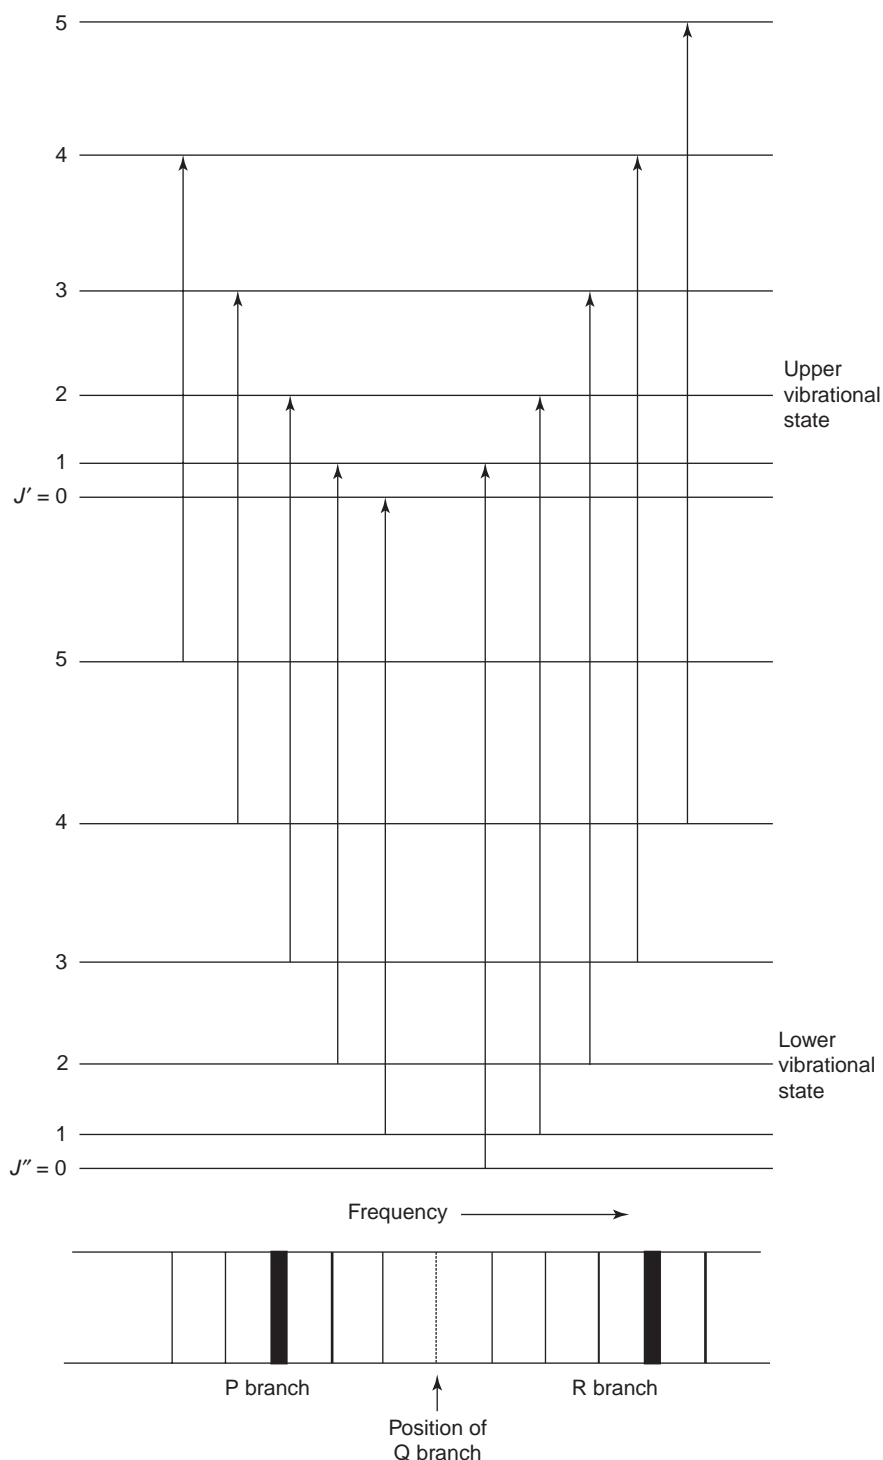 5
4
3
Upper
vibrational
state
2
1
J′ = 0
5
4
3
Lower
vibrational
state
2
1
J″ = 0
Frequency
P branch
R branch
Position of
Q branch